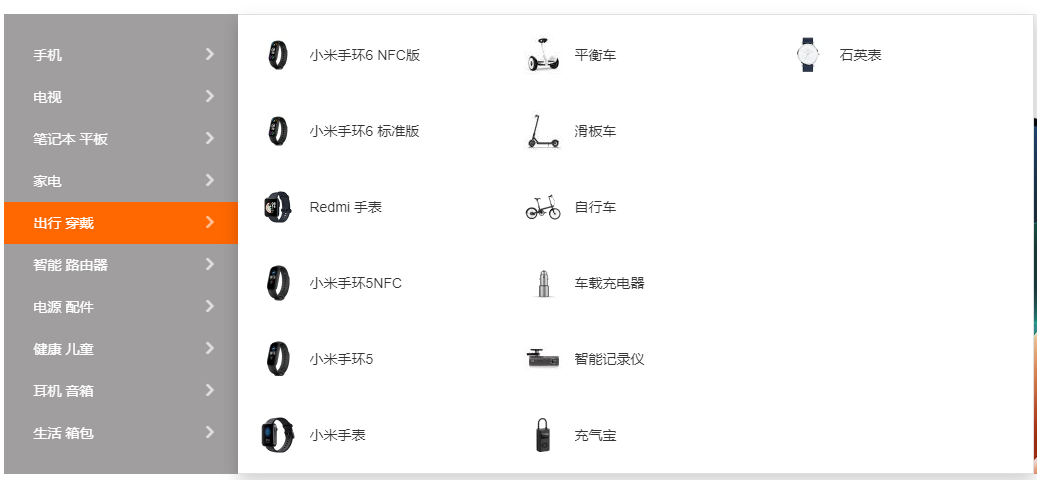 手机
电视
笔记本 平板
家电
出行 穿戴
智能 路由器
电源 配件
健康 儿童
耳机 音箱
生活 箱包
小米手环6 NFC版
小米手环6 标准版
Redmi 手表
小米手环5NFC
小米手环5
小米手表
平衡车
滑板车
自行车
车载充电器
智能记录仪
充气宝
石英表